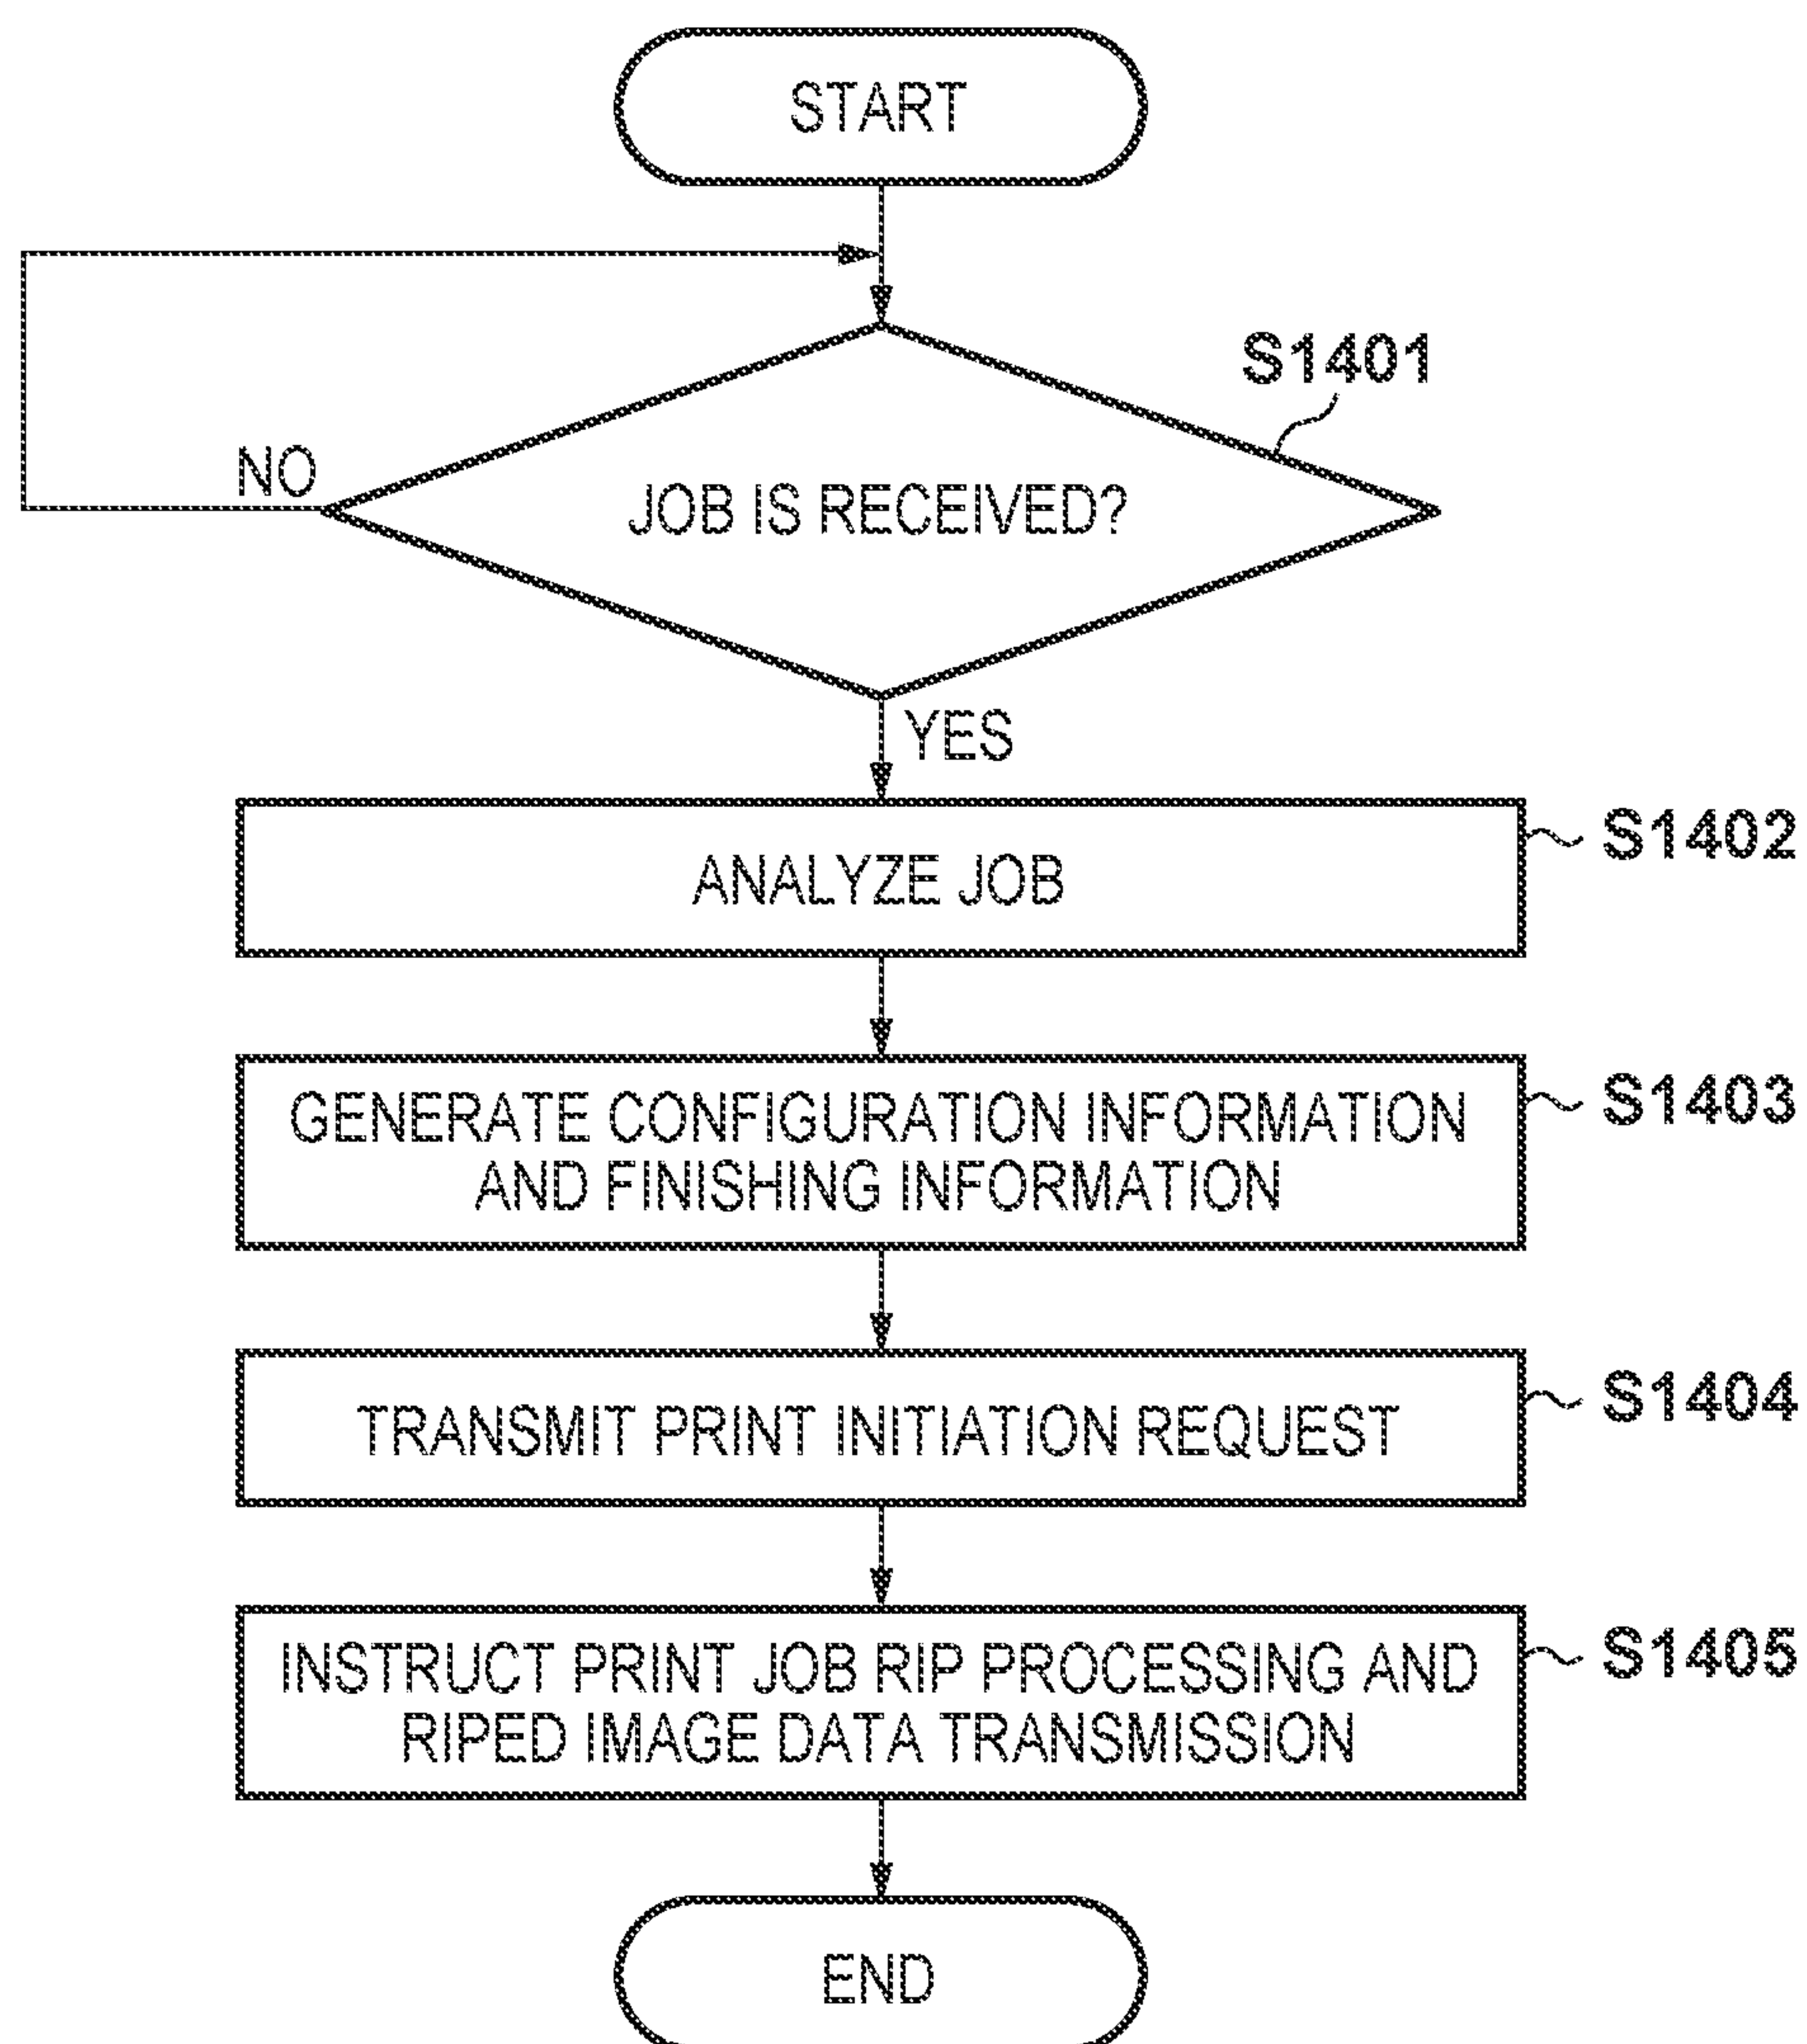 START
S1401
NO
JOB IS RECEIVED?
YES
S1402
ANALYZE JOB
S1403
GENERATE CONFIGURATION INFORMATION
AND FINISHING INFORMATION
S1404
TRANSMIT PRINT INITIATION REQUEST
S1405
INSTRUCT PRINT JOB RIP PROCESSING AND
RIPED IMAGE DATA TRANSMISSION
END